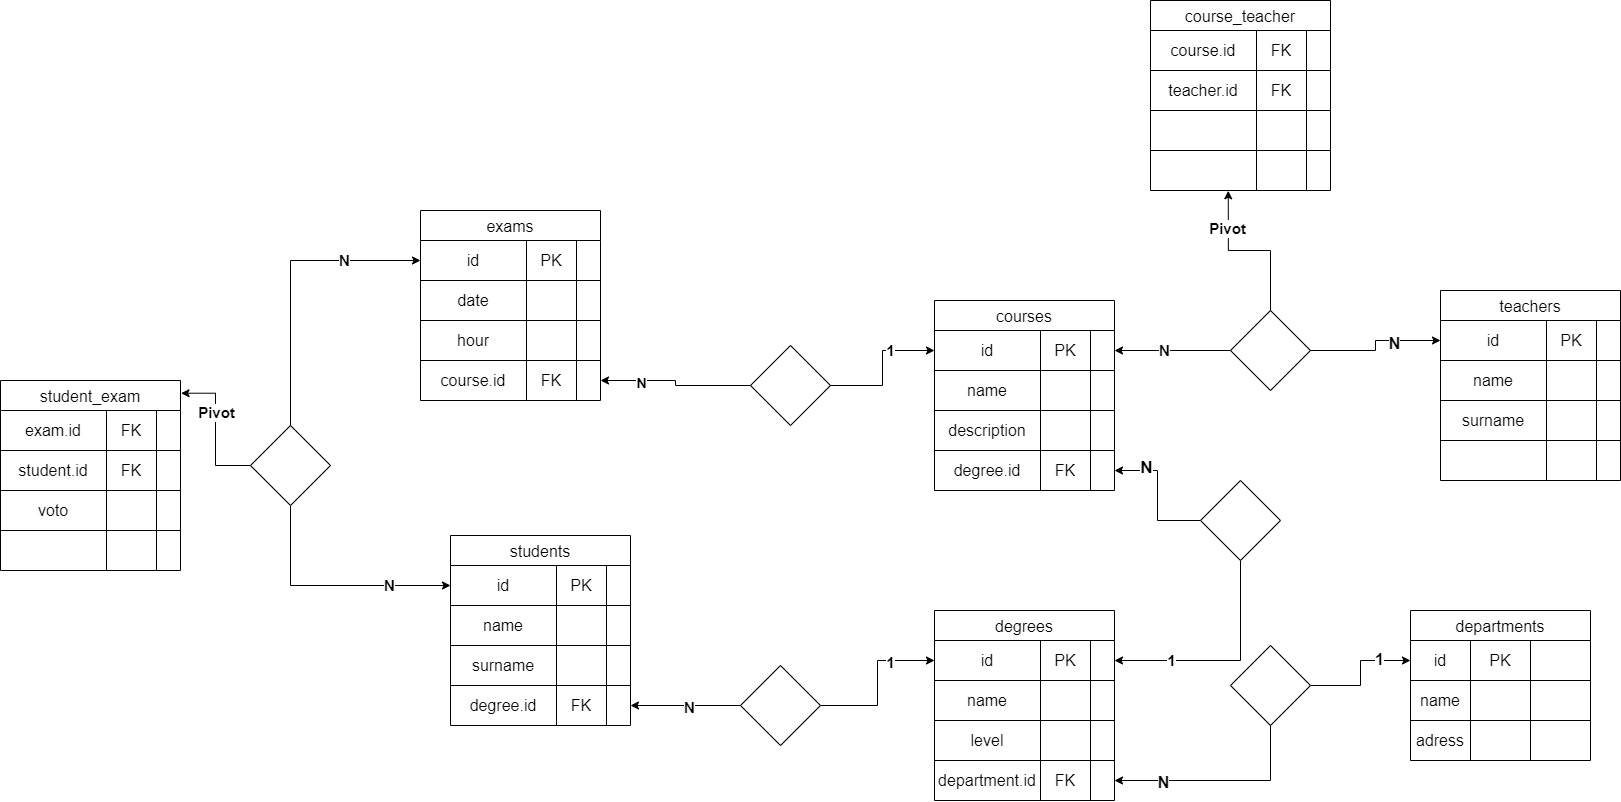 course_teacher
course.id FK
teacher.id FK
Pivot
exams
id PK
date
hour
course.id FK
N
N
1
courses
id PK
name
description
degree.id FK
N
N
teachers
id PK
name
surname
student_exam
exam.id FK
student.id FK
voto
Pivot
N
N
students
id PK
name
surname
degree.id FK
N
1
degrees
id PK
name
level
department.id FK
1
N
1
N
departments
id PK
name
adress